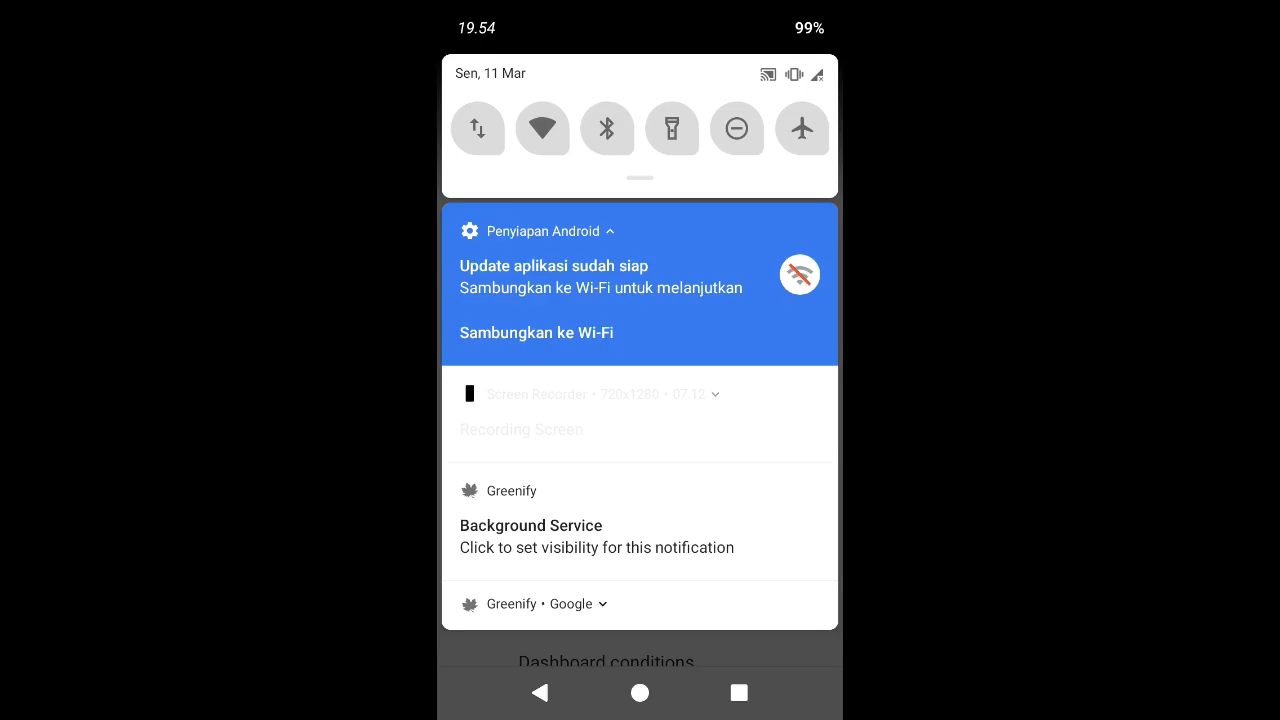 19.54 99%
Sen, 11 Mar
Penyiapan Android
Update aplikasi sudah siap
Sambungkan ke Wi-Fi untuk melanjutkan
Sambungkan ke Wi-Fi
Screen Recorder • 720x1280 • 07.12
Recording Screen
Greenify
Background Service
Click to set visibility for this notification
Greenify • Google
Dashboard conditions